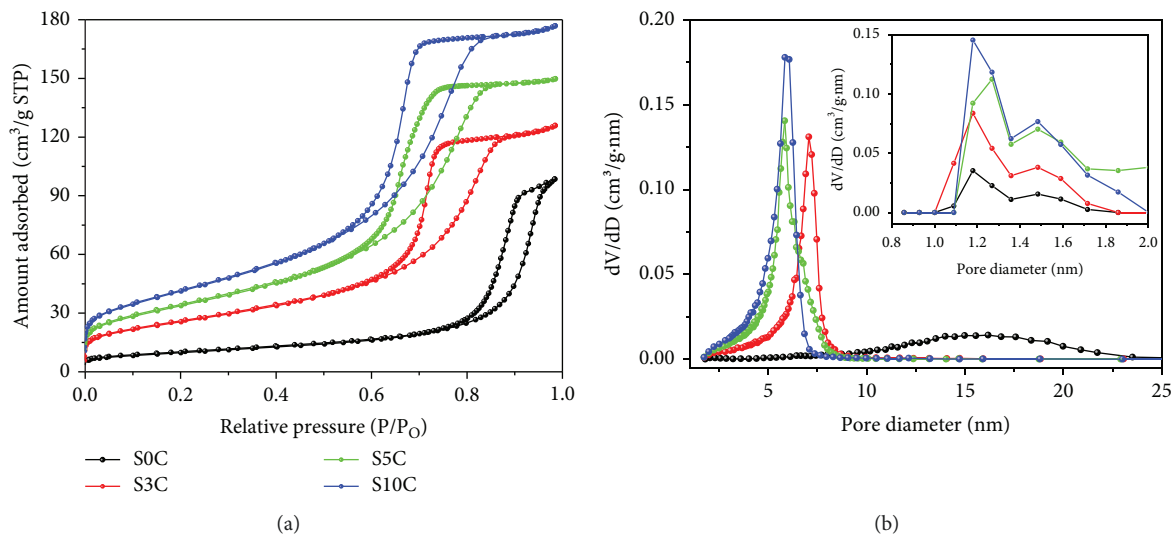 180
150
120
90
60
30
0
0.0 0.2 0.4 0.6 0.8 1.0
Amount adsorbed (cm³/g STP)
Relative pressure (P/P_O)
S0C
S3C
S5C
S10C
(a)
0.20
0.15
0.10
0.05
0.00
5 10 15 20 25
dV/dD (cm³/g·nm)
Pore diameter (nm)
0.15
0.10
0.05
0.00
0.8 1.0 1.2 1.4 1.6 1.8 2.0
dV/dD (cm³/g·nm)
Pore diameter (nm)
(b)